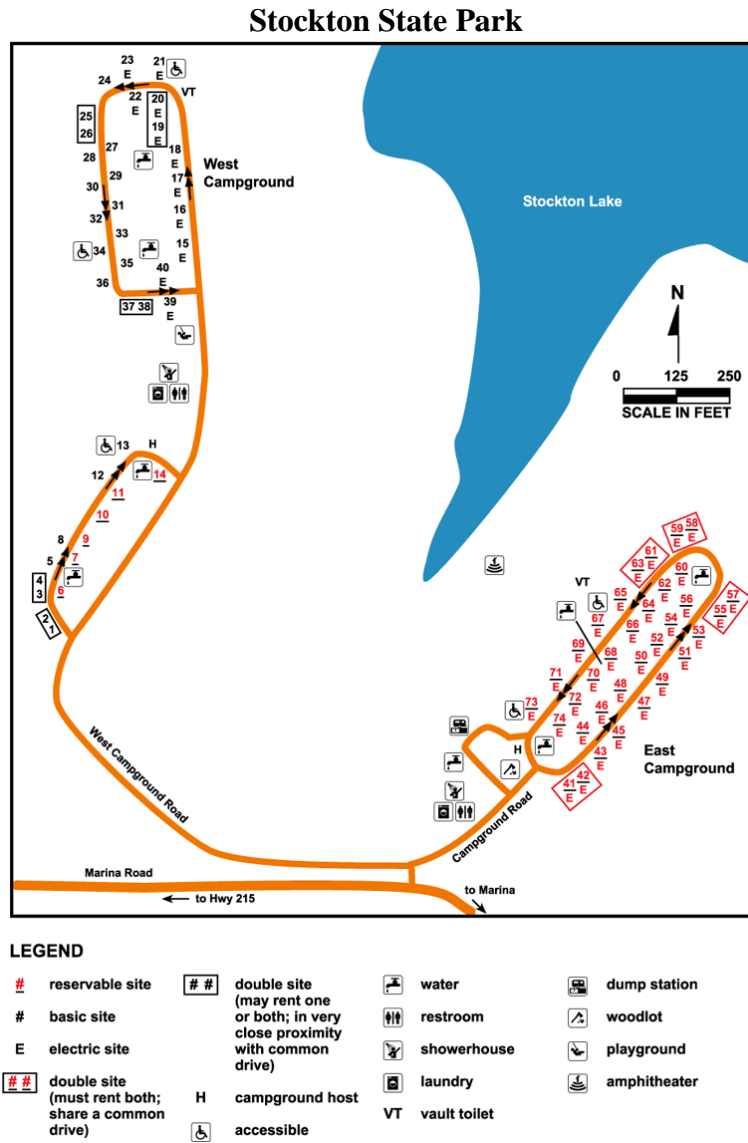 Stockton State Park
23
E
21
E
24
VT
22
E
20
E
19
E
25
26
18
E
27
28
West
Campground
17
E
29
30
31
16
E
32
33
15
E
34
35
40
E
36
37 38
39
E
Stockton Lake
N
0 125 250
SCALE IN FEET
13
H
12
14
11
10
9
8
7
5
4
3
6
2
1
59
E
58
E
61
E
63
E
60
E
VT
62
E
57
E
55
E
65
E
64
E
56
E
67
E
66
E
54
E
53
E
52
E
69
E
68
E
50
E
51
E
71
E
70
E
48
E
49
E
73
E
72
E
46
E
47
E
74
E
44
E
45
E
43
E
H
42
E
41
E
East
Campground
West Campground Road
Campground Road
Marina Road
to Hwy 215
to Marina
LEGEND
# reservable site
# basic site
E electric site
# # double site
(must rent both;
share a common
drive)
# # double site
(may rent one
or both; in very
close proximity
with common
drive)
H campground host
accessible
water
restroom
showerhouse
laundry
VT vault toilet
dump station
woodlot
playground
amphitheater